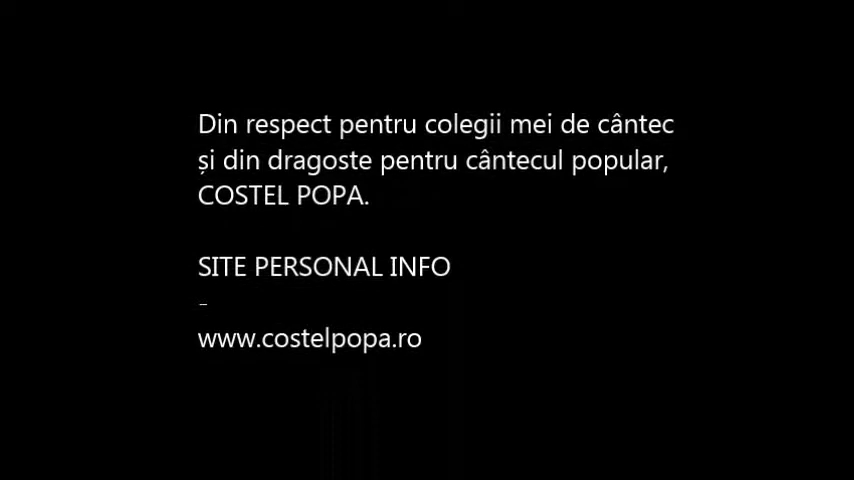 Din respect pentru colegii mei de cântec
și din dragoste pentru cântecul popular,
COSTEL POPA.
SITE PERSONAL INFO
-
www.costelpopa.ro